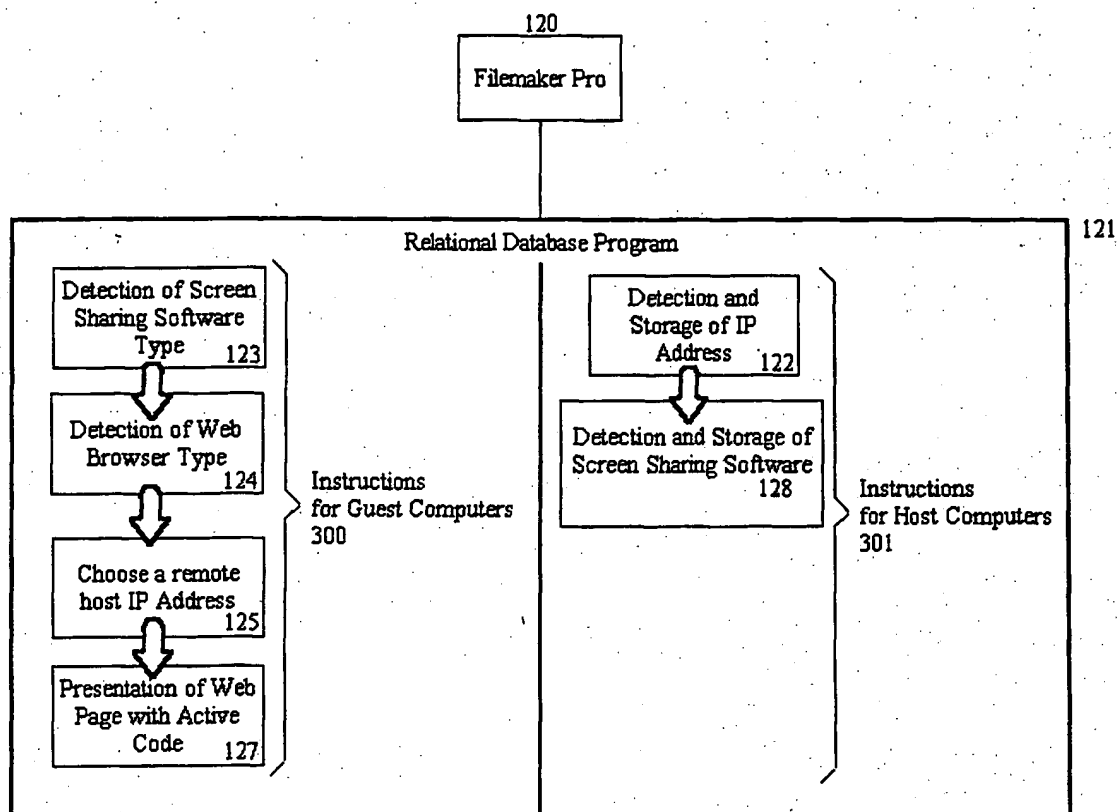 120
Filemaker Pro
121
Relational Database Program
Detection of Screen
Sharing Software
Type
123
Detection of Web
Browser Type
124
Choose a remote
host IP Address
125
Presentation of Web
Page with Active
Code
127
Instructions
for Guest Computers
300
Detection and
Storage of IP
Address
122
Detection and Storage of
Screen Sharing Software
128
Instructions
for Host Computers
301